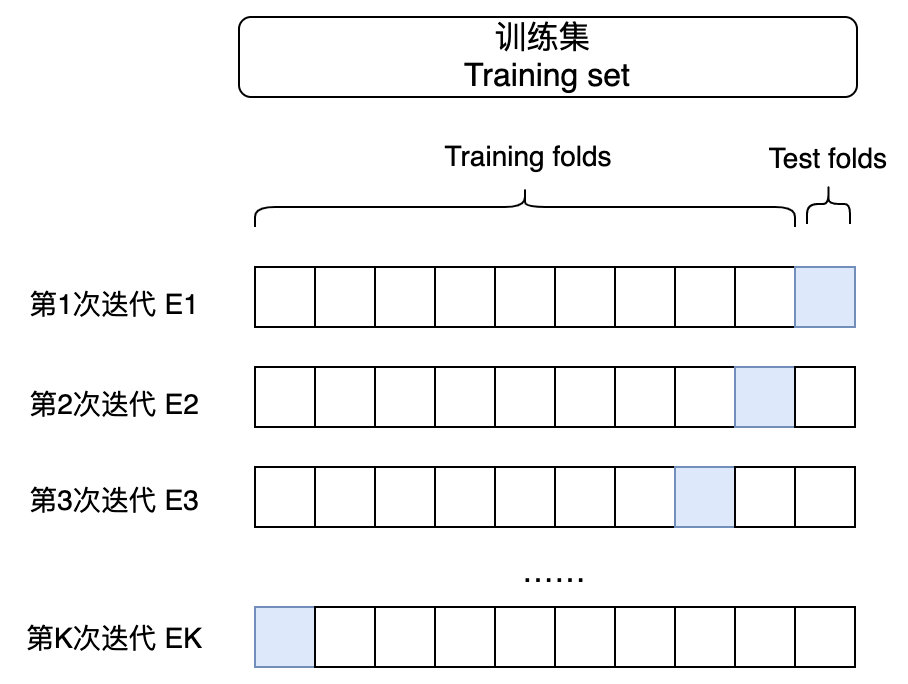 训练集
Training set
Training folds
Test folds
第1次迭代 E1
第2次迭代 E2
第3次迭代 E3
......
第K次迭代 EK